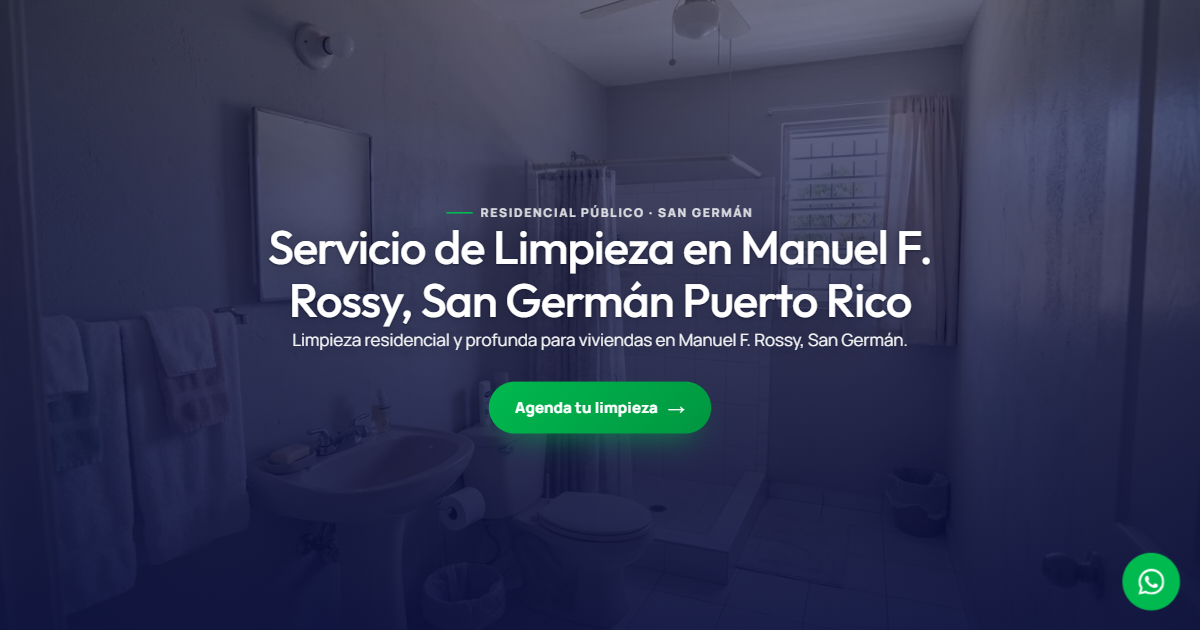 RESIDENCIAL PÚBLICO · SAN GERMÁN
Servicio de Limpieza en Manuel F.
Rossy, San Germán Puerto Rico
Limpieza residencial y profunda para viviendas en Manuel F. Rossy, San Germán.
Agenda tu limpieza →